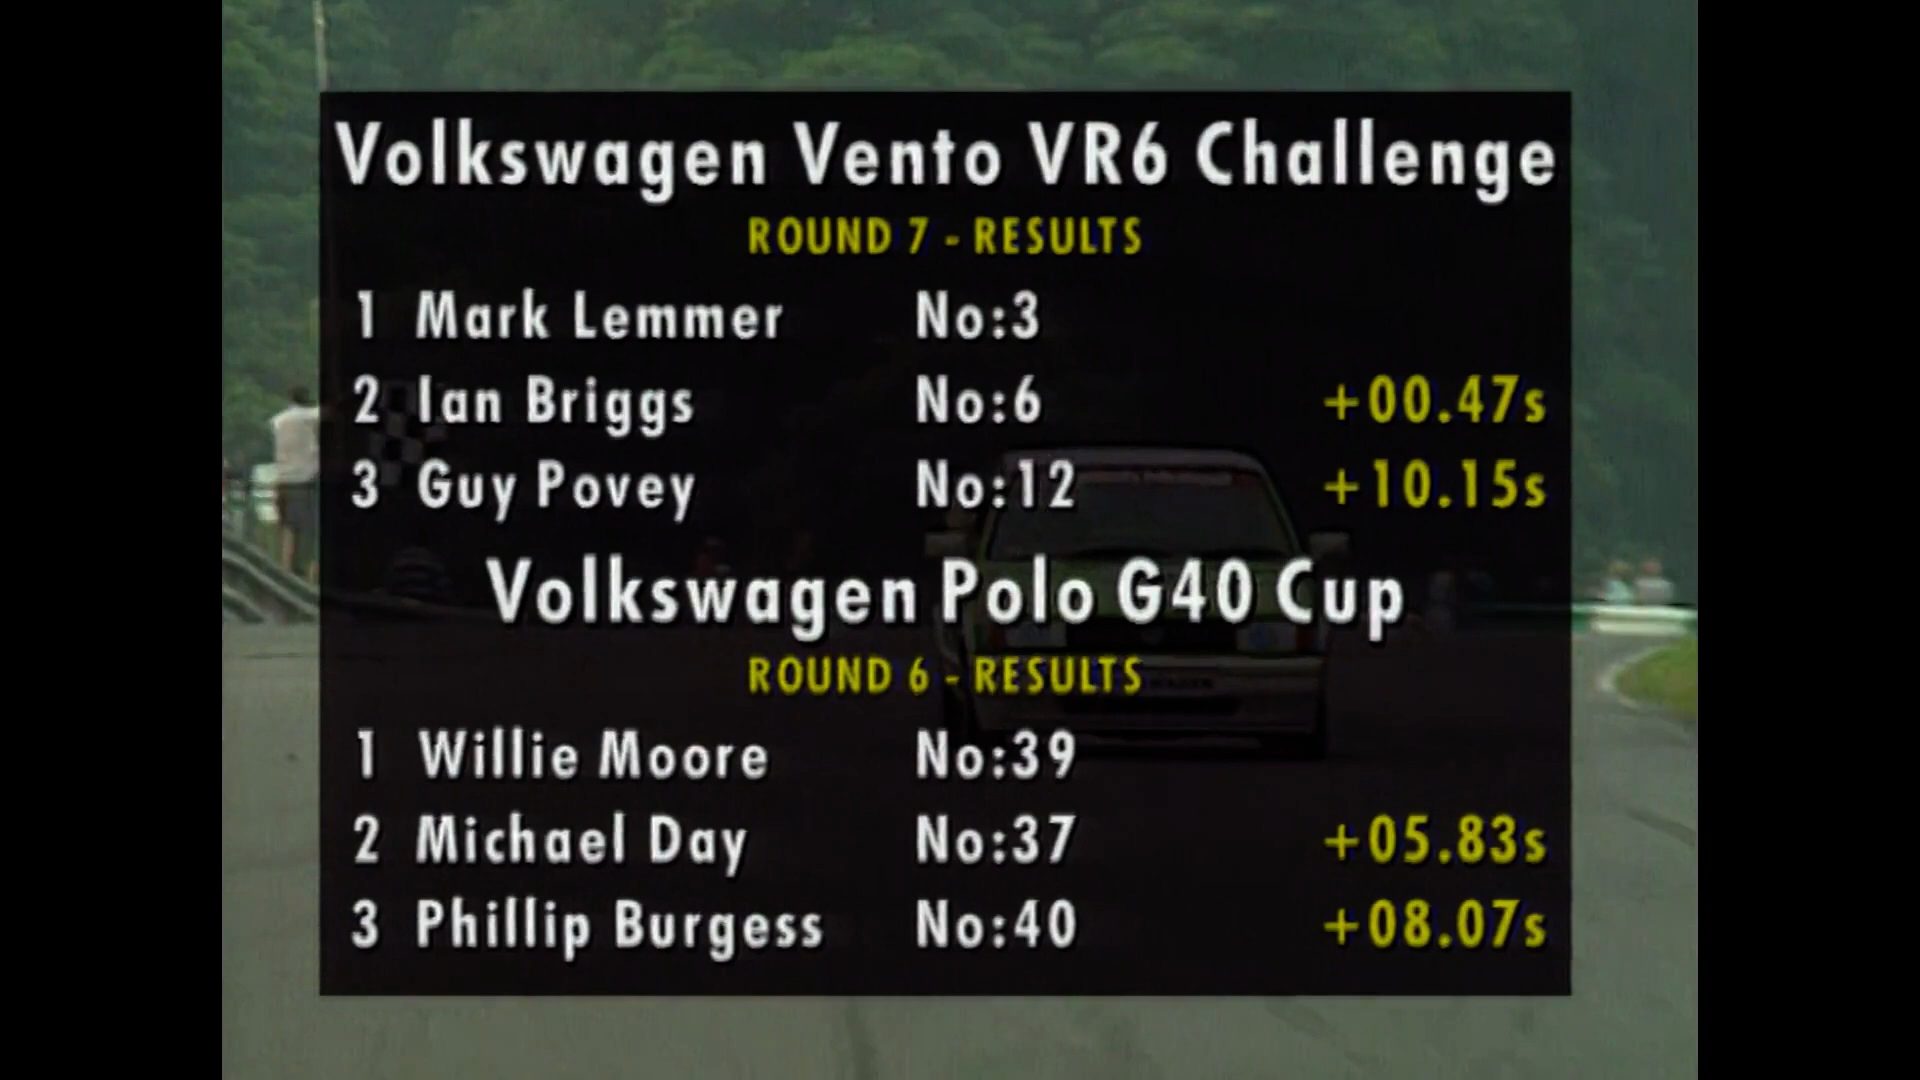 Volkswagen Vento VR6 Challenge
ROUND 7 - RESULTS
1 Mark Lemmer No:3
2 Ian Briggs No:6 +00.47s
3 Guy Povey No:12 +10.15s
Volkswagen Polo G40 Cup
ROUND 6 - RESULTS
1 Willie Moore No:39
2 Michael Day No:37 +05.83s
3 Phillip Burgess No:40 +08.07s